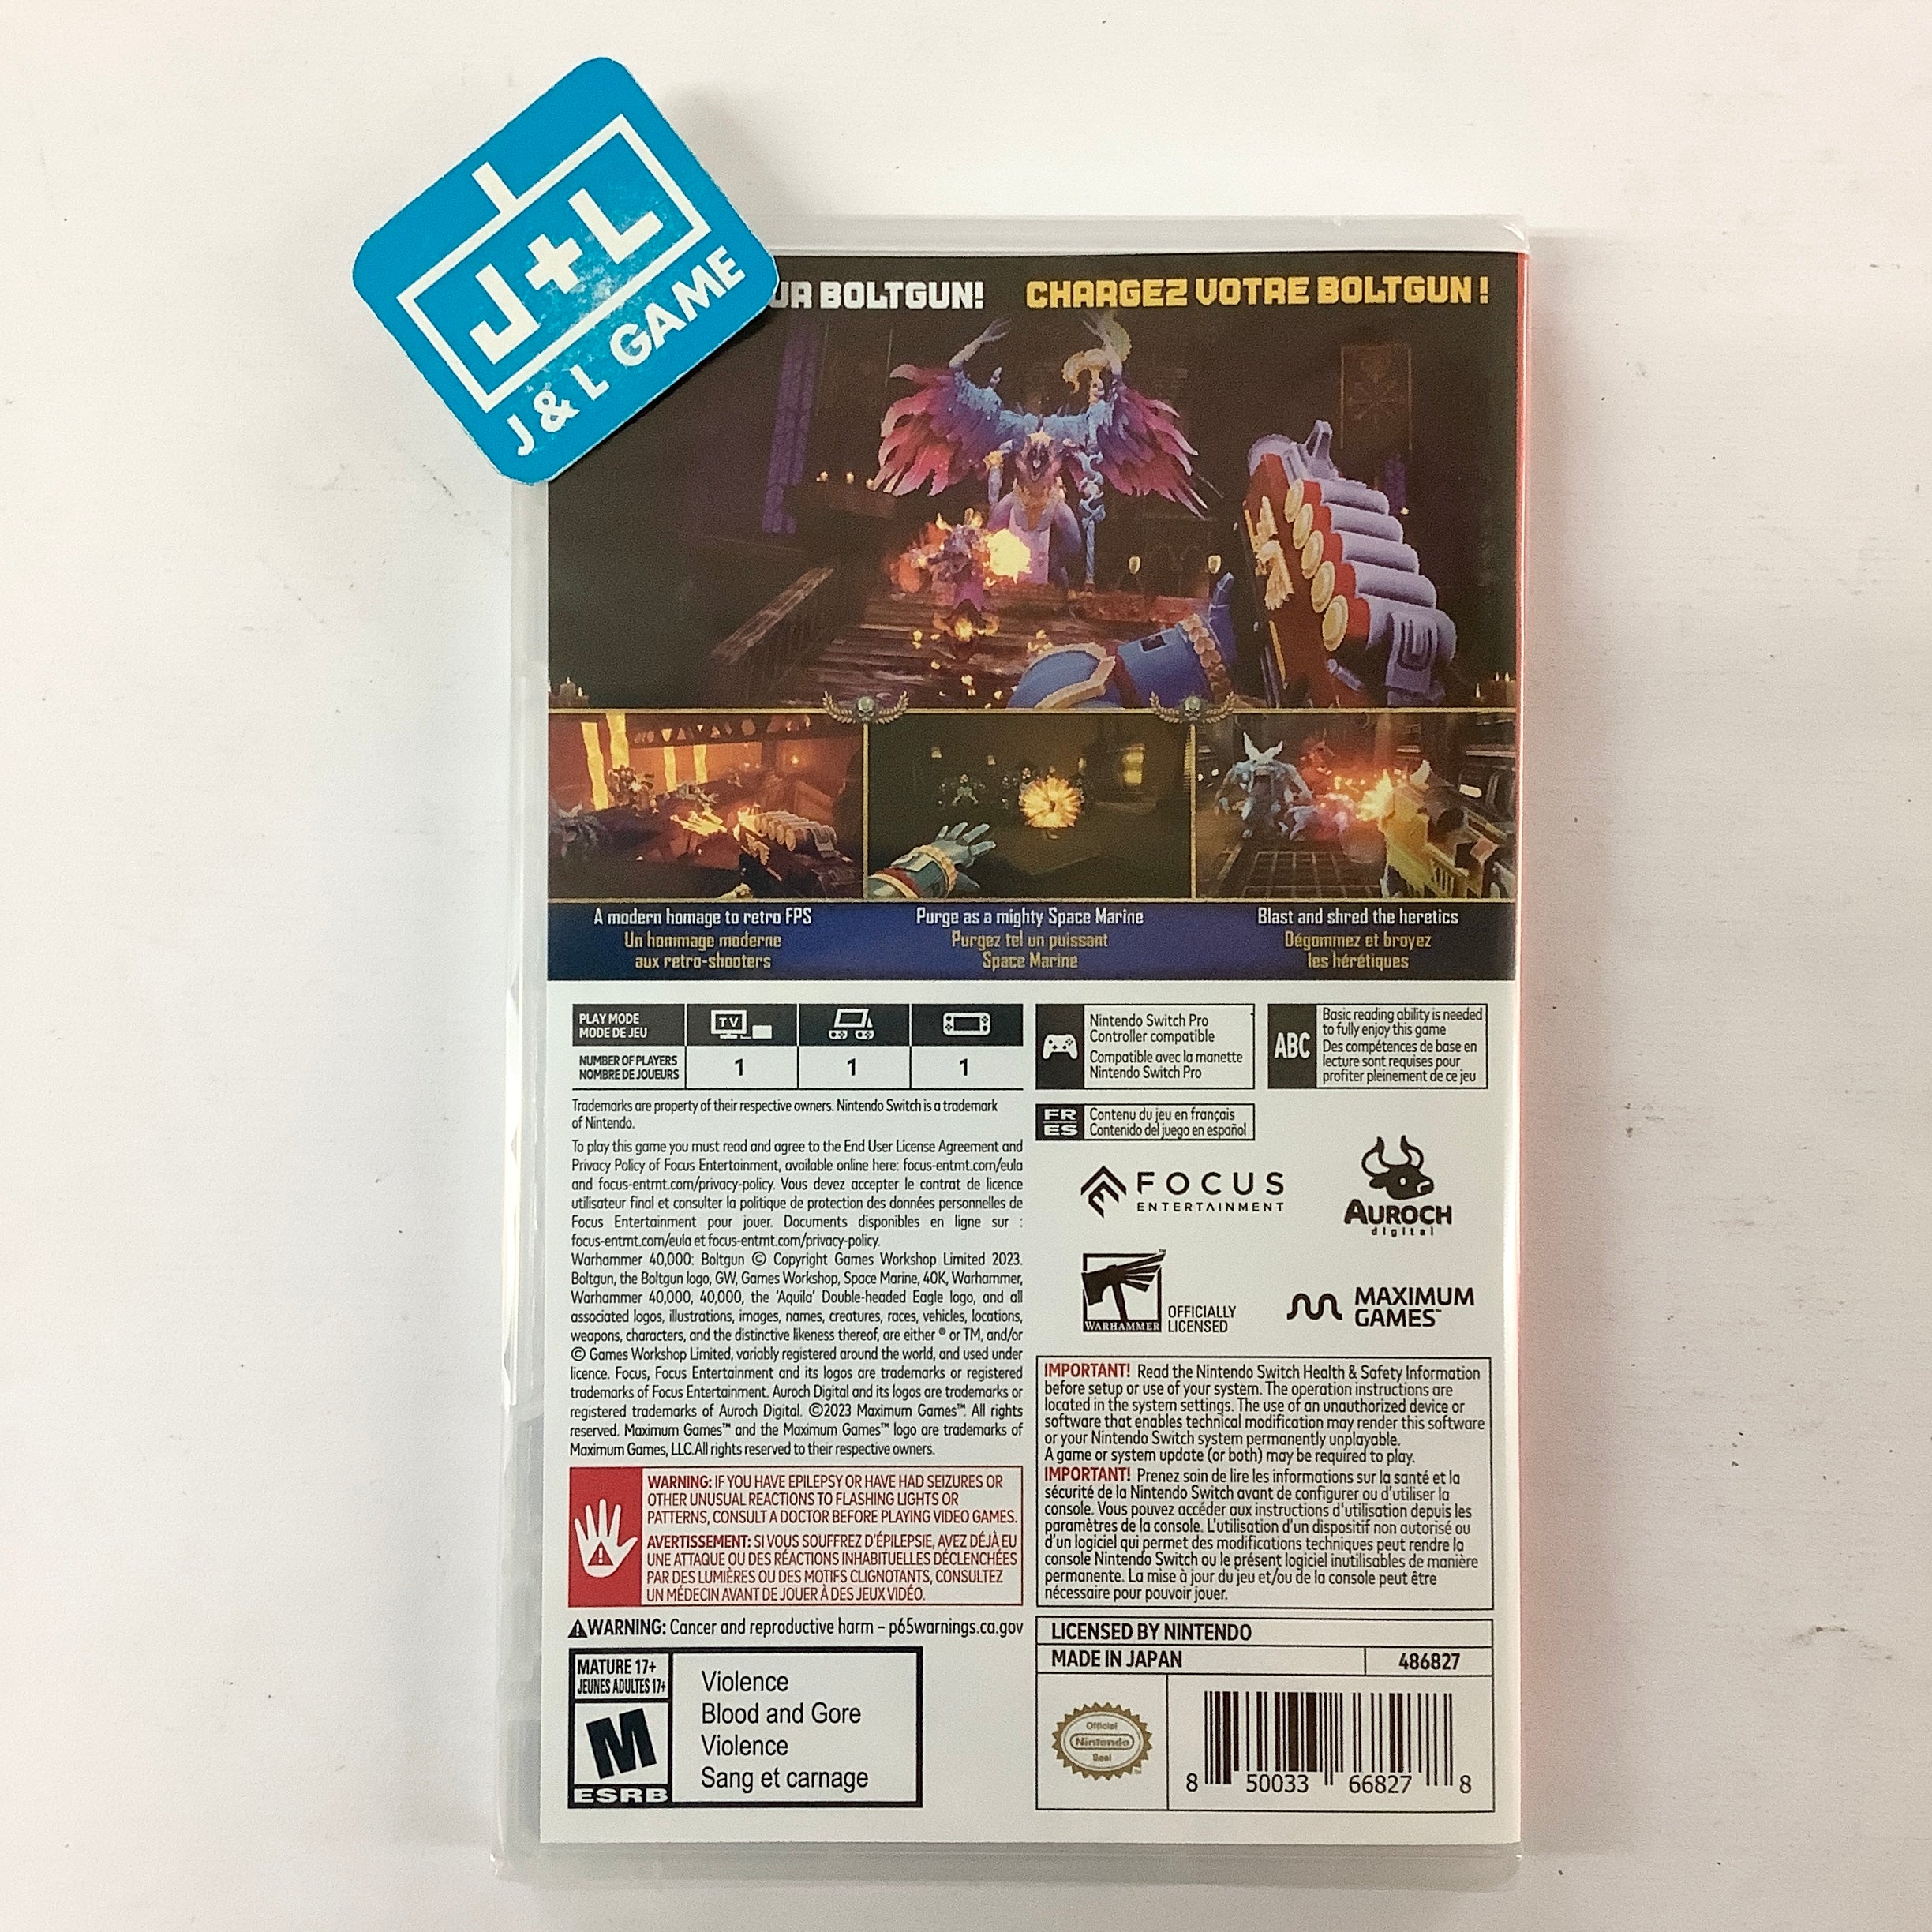 J+L
J & L GAME
BOLTGUN!
CHARGEZ VOTRE BOLTGUN !
A modern homage to retro FPS
Un hommage moderne
aux retro-shooters
Purge as a mighty Space Marine
Purgez tel un puissant
Space Marine
Blast and shred the heretics
Dégommez et broyez
les hérétiques
PLAY MODE
MODE DE JEU
TV
NUMBER OF PLAYERS
NOMBRE DE JOUEURS
1
1
1
Nintendo Switch Pro
Controller compatible
Compatible avec la manette
Nintendo Switch Pro
ABC
Basic reading ability is needed
to fully enjoy this game
Des compétences de base en
lecture sont requises pour
profiter pleinement de ce jeu
FR
ES
Contenu du jeu en français
Contenido del juego en español
Trademarks are property of their respective owners. Nintendo Switch is a trademark
of Nintendo.
To play this game you must read and agree to the End User License Agreement and
Privacy Policy of Focus Entertainment, available online here: focus-entmt.com/eula
and focus-entmt.com/privacy-policy. Vous devez accepter le contrat de licence
utilisateur final et consulter la politique de protection des données personnelles de
Focus Entertainment pour jouer. Documents disponibles en ligne sur :
focus-entmt.com/eula et focus-entmt.com/privacy-policy.
Warhammer 40,000: Boltgun © Copyright Games Workshop Limited 2023.
Boltgun, the Boltgun logo, GW, Games Workshop, Space Marine, 40K, Warhammer,
Warhammer 40,000, 40,000, the 'Aquila' Double-headed Eagle logo, and all
associated logos, illustrations, images, names, creatures, races, vehicles, locations,
weapons, characters, and the distinctive likeness thereof, are either ® or TM, and/or
© Games Workshop Limited, variably registered around the world, and used under
licence. Focus, Focus Entertainment and its logos are trademarks or registered
trademarks of Focus Entertainment. Auroch Digital and its logos are trademarks or
registered trademarks of Auroch Digital. ©2023 Maximum Games™. All rights
reserved. Maximum Games™ and the Maximum Games™ logo are trademarks of
Maximum Games, LLC.All rights reserved to their respective owners.
FOCUS
ENTERTAINMENT
AUROCH
digital
WARHAMMER™
OFFICIALLY
LICENSED
MAXIMUM
GAMES™
WARNING: IF YOU HAVE EPILEPSY OR HAVE HAD SEIZURES OR
OTHER UNUSUAL REACTIONS TO FLASHING LIGHTS OR
PATTERNS, CONSULT A DOCTOR BEFORE PLAYING VIDEO GAMES.
AVERTISSEMENT: SI VOUS SOUFFREZ D'ÉPILEPSIE, AVEZ DÉJÀ EU
UNE ATTAQUE OU DES RÉACTIONS INHABITUELLES DÉCLENCHÉES
PAR DES LUMIÈRES OU DES MOTIFS CLIGNOTANTS, CONSULTEZ
UN MÉDECIN AVANT DE JOUER À DES JEUX VIDÉO.
IMPORTANT! Read the Nintendo Switch Health & Safety Information
before setup or use of your system. The operation instructions are
located in the system settings. The use of an unauthorized device or
software that enables technical modification may render this software
or your Nintendo Switch system permanently unplayable.
A game or system update (or both) may be required to play.
IMPORTANT! Prenez soin de lire les informations sur la santé et la
sécurité de la Nintendo Switch avant de configurer ou d'utiliser la
console. Vous pouvez accéder aux instructions d'utilisation depuis les
paramètres de la console. L'utilisation d'un dispositif non autorisé ou
d'un logiciel qui permet des modifications techniques peut rendre la
console Nintendo Switch ou le présent logiciel inutilisables de manière
permanente. La mise à jour du jeu et/ou de la console peut être
nécessaire pour pouvoir jouer.
⚠WARNING: Cancer and reproductive harm – p65warnings.ca.gov
MATURE 17+
JEUNES ADULTES 17+
M
ESRB
Violence
Blood and Gore
Violence
Sang et carnage
LICENSED BY NINTENDO
MADE IN JAPAN
486827
Official
Nintendo
Seal
8 50033 66827 8